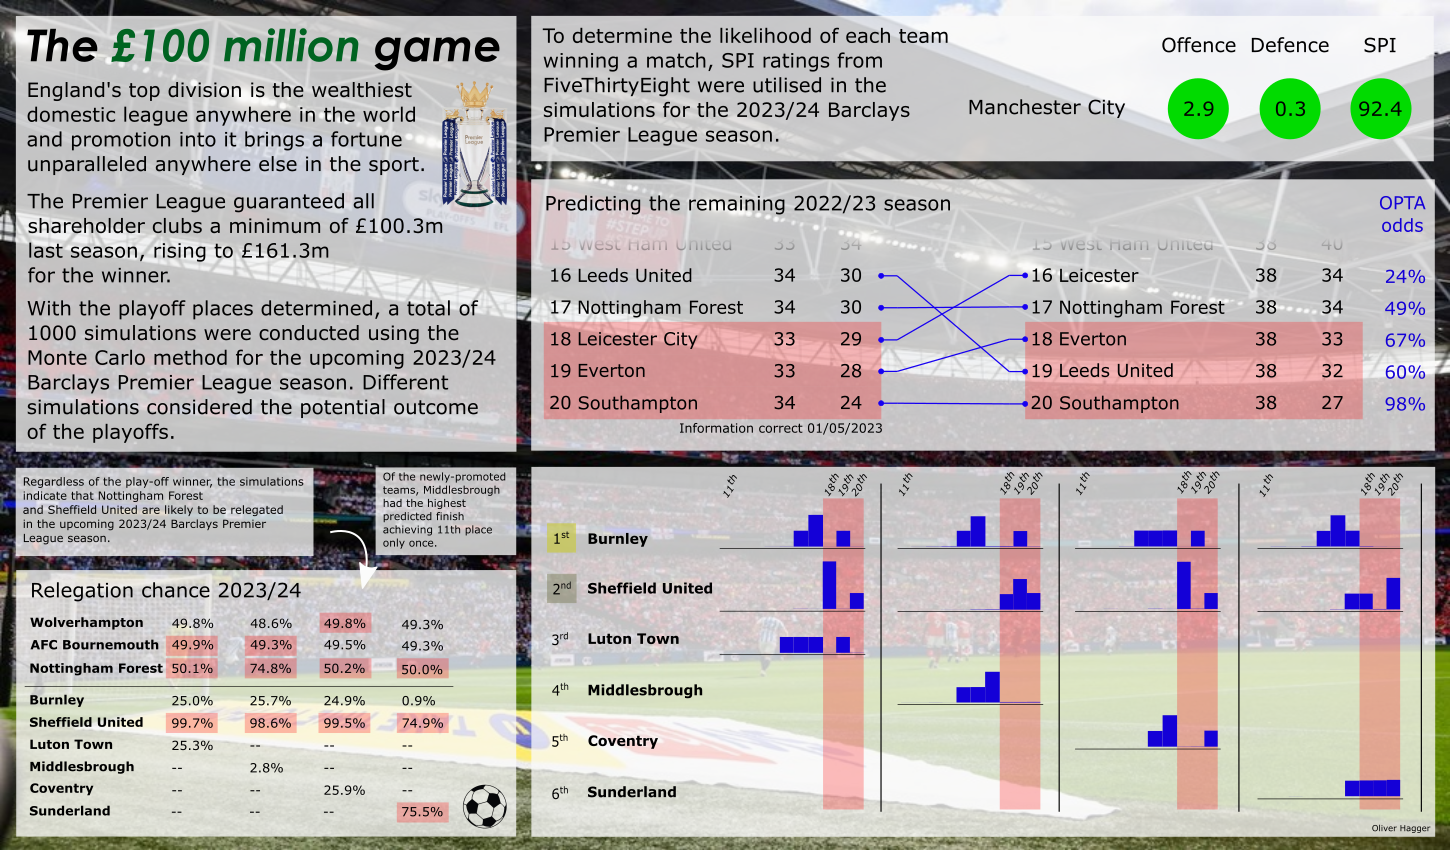 The £100 million game
England's top division is the wealthiest
domestic league anywhere in the world
and promotion into it brings a fortune
unparalleled anywhere else in the sport.
The Premier League guaranteed all
shareholder clubs a minimum of £100.3m
last season, rising to £161.3m
for the winner.
With the playoff places determined, a total of
1000 simulations were conducted using the
Monte Carlo method for the upcoming 2023/24
Barclays Premier League season. Different
simulations considered the potential outcome
of the playoffs.
Premier
League
To determine the likelihood of each team
winning a match, SPI ratings from
FiveThirtyEight were utilised in the
simulations for the 2023/24 Barclays
Premier League season.
Offence Defence SPI
Manchester City 2.9 0.3 92.4
Predicting the remaining 2022/23 season
OPTA
odds
15 West Ham United 33 34 15 West Ham United 38 40
16 Leeds United 34 30 16 Leicester 38 34 24%
17 Nottingham Forest 34 30 17 Nottingham Forest 38 34 49%
18 Leicester City 33 29 18 Everton 38 33 67%
19 Everton 33 28 19 Leeds United 38 32 60%
20 Southampton 34 24 20 Southampton 38 27 98%
Information correct 01/05/2023
Regardless of the play-off winner, the simulations
indicate that Nottingham Forest
and Sheffield United are likely to be relegated
in the upcoming 2023/24 Barclays Premier
League season.
Of the newly-promoted
teams, Middlesbrough
had the highest
predicted finish
achieving 11th place
only once.
Relegation chance 2023/24
Wolverhampton 49.8% 48.6% 49.8% 49.3%
AFC Bournemouth 49.9% 49.3% 49.5% 49.3%
Nottingham Forest 50.1% 74.8% 50.2% 50.0%
Burnley 25.0% 25.7% 24.9% 0.9%
Sheffield United 99.7% 98.6% 99.5% 74.9%
Luton Town 25.3% -- -- --
Middlesbrough -- 2.8% -- --
Coventry -- -- 25.9% --
Sunderland -- -- -- 75.5%
11th 18th 19th 20th 11th 18th 19th 20th 11th 18th 19th 20th 11th 18th 19th 20th
1st Burnley
2nd Sheffield United
3rd Luton Town
4th Middlesbrough
5th Coventry
6th Sunderland
Oliver Hagger